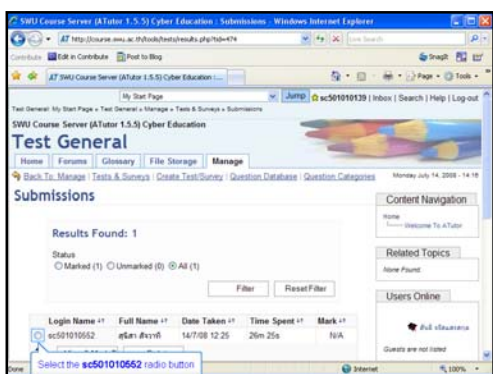 SWU Course Server (ATutor 1.5.5) Cyber Education : Submissions - Windows Internet Explorer
http://course.swu.ac.th/tools/tests/results.php?tid=474
Live Search
Contribute Edit in Contribute Post to Blog
SnagIt
SWU Course Server (ATutor 1.5.5) Cyber Education : ...
Page Tools
My Start Page Jump sc501010139 | Inbox | Search | Help | Log-out
Test General: My Start Page » Test General » Manage » Tests & Surveys » Submissions
SWU Course Server (ATutor 1.5.5) Cyber Education
Test General
Home Forums Glossary File Storage Manage
Back To: Manage | Tests & Surveys | Create Test/Survey | Question Database | Question Categories
Monday July 14, 2008 - 14:18
Submissions
Content Navigation
Home
Welcome To ATutor
Results Found: 1
Status
Marked (1) Unmarked (0) All (1)
Filter Reset Filter
Related Topics
None Found.
Users Online
Guests are not listed
Login Name Full Name Date Taken Time Spent Mark
sc501010552 14/7/08 12:25 26m 25s N/A
Select the sc501010552 radio button
Done Internet 100%